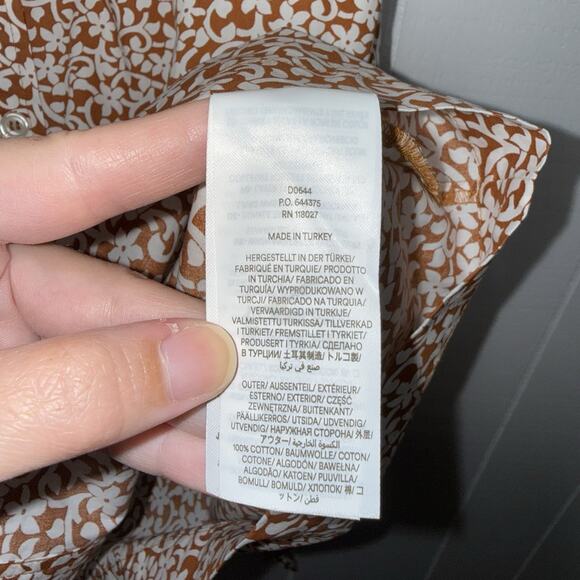 D0644
P.O. 644375
RN 118027
MADE IN TURKEY
HERGESTELLT IN DER TÜRKEI/
FABRIQUÉ EN TURQUIE/ PRODOTTO
IN TURCHIA/ FABRICADO EN
TURQUÍA/ WYPRODUKOWANO W
TURCJI/ FABRICADO NA TURQUIA/
VERVAARDIGD IN TURKIJE/
VALMISTETTU TURKISSA/ TILLVERKAD
I TURKIET/ FREMSTILLET I TYRKIET/
PRODUSERT I TYRKIA/ СДЕЛАНО
В ТУРЦИИ/ 土耳其制造/ トルコ製/
صنع في تركيا
OUTER/ AUSSENTEIL/ EXTÉRIEUR/
ESTERNO/ EXTERIOR/ CZĘŚĆ
ZEWNĘTRZNA/ BUITENKANT/
PÄÄLLIKERROS/ UTSIDA/ UDVENDIG/
UTVENDIG/ НАРУЖНАЯ СТОРОНА/ 外层/
アウター/ الكسوة الخارجية
100% COTTON/ BAUMWOLLE/ COTON/
COTONE/ ALGODÓN/ BAWEŁNA/
ALGODÃO/ KATOEN/ PUUVILLA/
BOMULL/ BOMULD/ ХЛОПОК/ 棉/ コ
ットン/ قطن